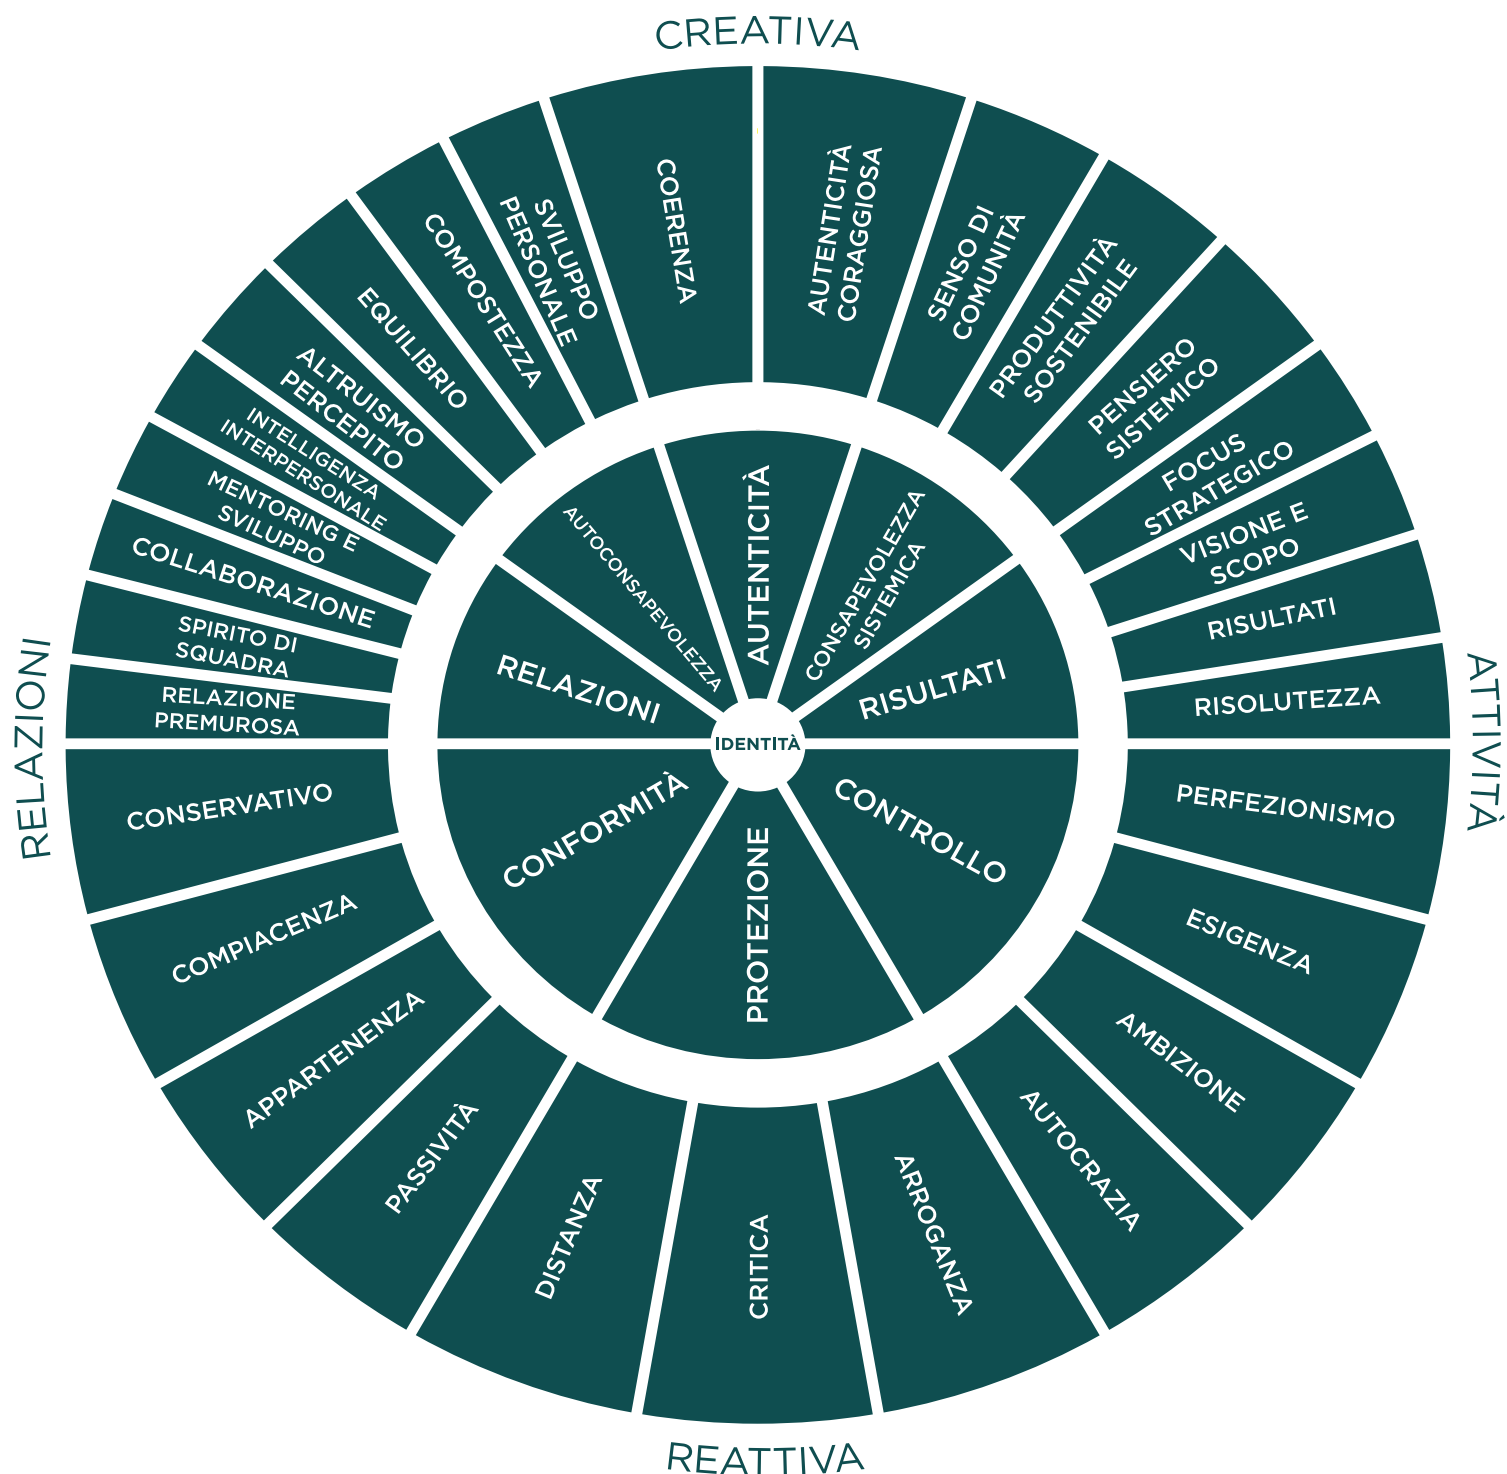 CREATIVA
COERENZA
AUTENTICITÀ
CORAGGIOSA
SENSO DI
COMUNITÀ
PRODUTTIVITÀ
SOSTENIBILE
PENSIERO
SISTEMICO
FOCUS
STRATEGICO
VISIONE E
SCOPO
RISULTATI
RISOLUTEZZA
ATTIVITÀ
PERFEZIONISMO
ESIGENZA
AMBIZIONE
AUTOCRAZIA
ARROGANZA
CRITICA
DISTANZA
PASSIVITÀ
APPARTENENZA
COMPIACENZA
CONSERVATIVO
RELAZIONI
RELAZIONE
PREMUROSA
SPIRITO DI
SQUADRA
COLLABORAZIONE
MENTORING E
SVILUPPO
INTELLIGENZA
INTERPERSONALE
ALTRUISMO
PERCEPITO
EQUILIBRIO
COMPOSTEZZA
SVILUPPO
PERSONALE
RELAZIONI
AUTOCONSAPEVOLEZZA
AUTENTICITÀ
CONSAPEVOLEZZA
SISTEMICA
RISULTATI
IDENTITÀ
CONFORMITÀ
PROTEZIONE
CONTROLLO
REATTIVA